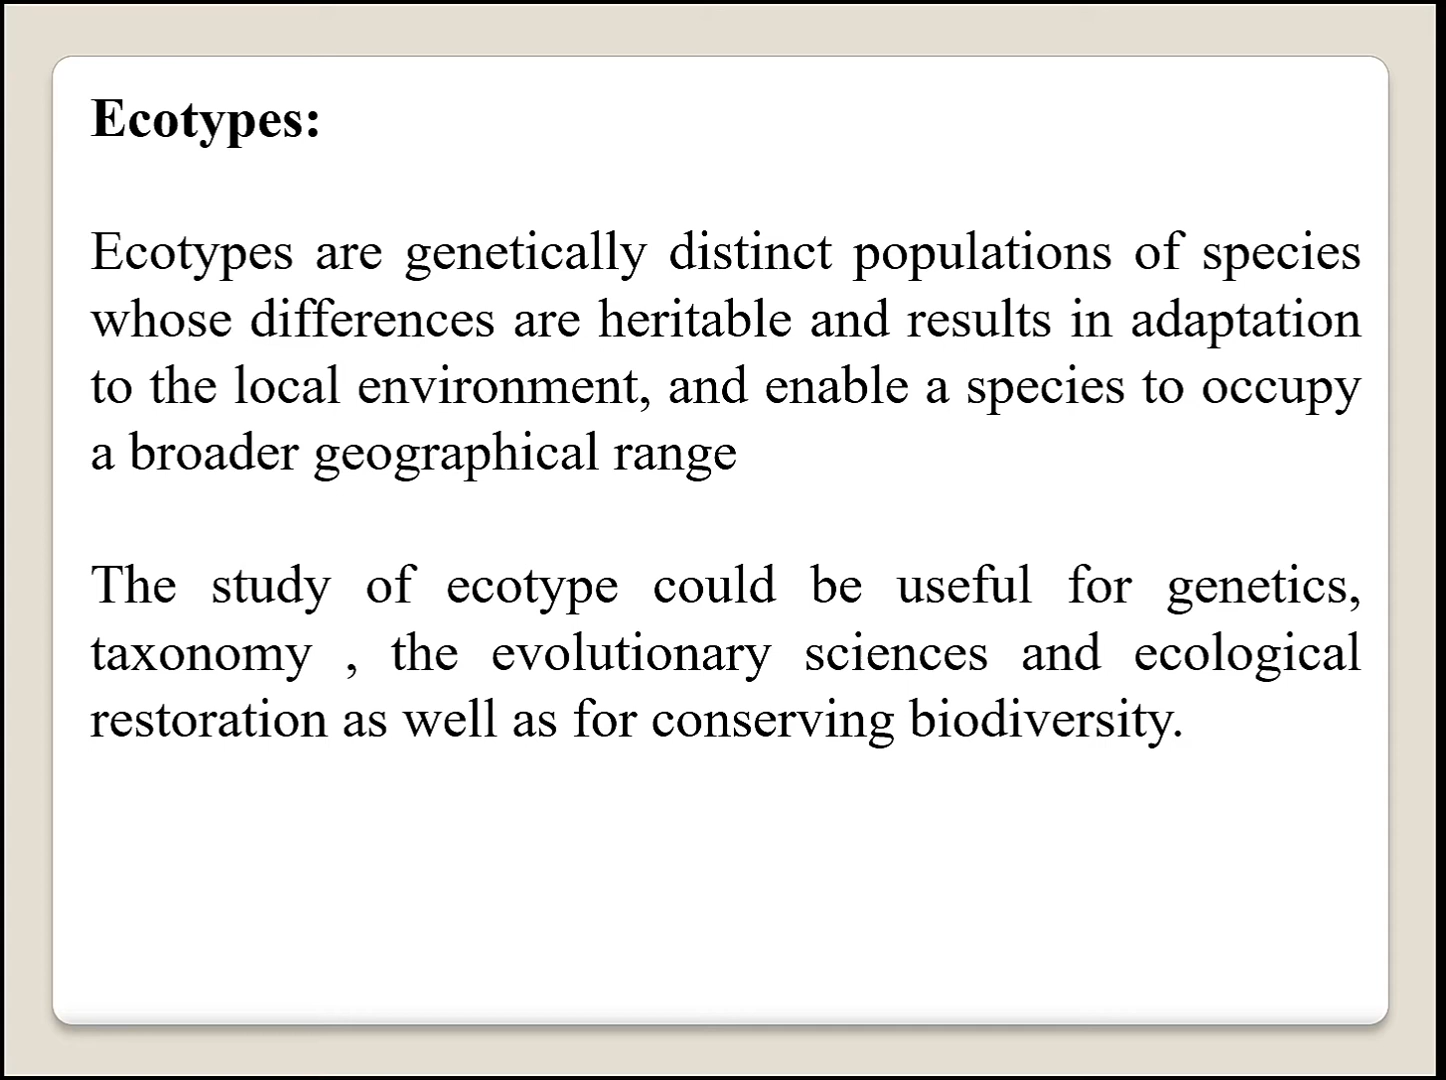 Ecotypes:
Ecotypes are genetically distinct populations of species
whose differences are heritable and results in adaptation
to the local environment, and enable a species to occupy
a broader geographical range
The study of ecotype could be useful for genetics,
taxonomy , the evolutionary sciences and ecological
restoration as well as for conserving biodiversity.